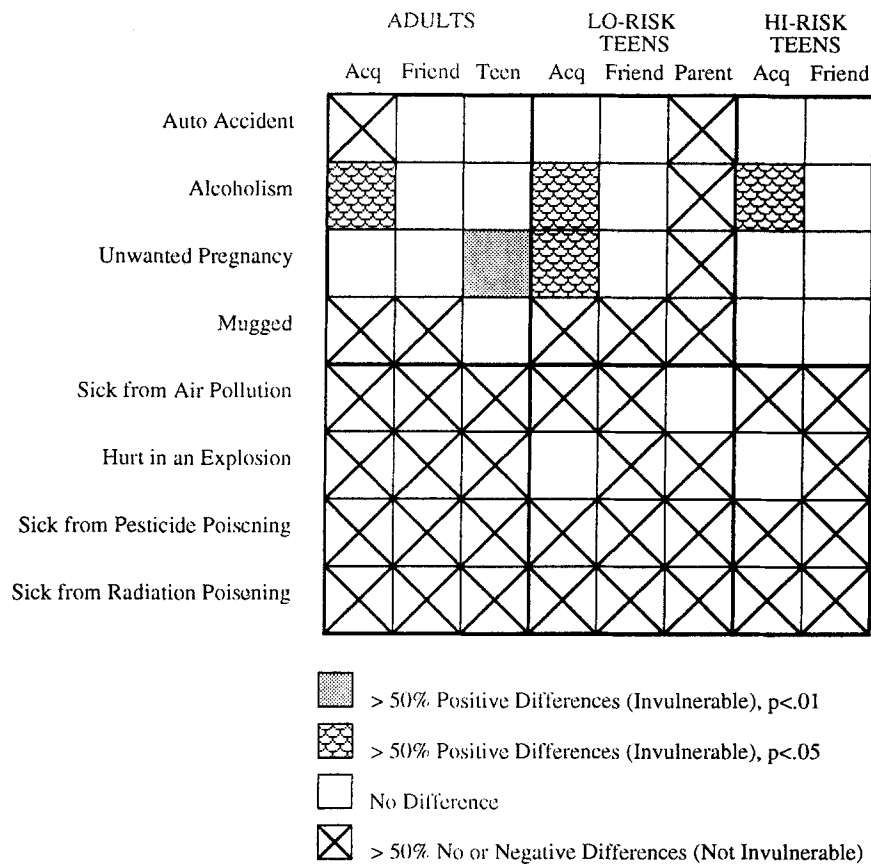 ADULTS LO-RISK TEENS HI-RISK TEENS
Acq Friend Teen Acq Friend Parent Acq Friend
Auto Accident
Alcoholism
Unwanted Pregnancy
Mugged
Sick from Air Pollution
Hurt in an Explosion
Sick from Pesticide Poisening
Sick from Radiation Poisening
> 50% Positive Differences (Invulnerable), p<.01
> 50% Positive Differences (Invulnerable), p<.05
No Difference
> 50% No or Negative Differences (Not Invulnerable)